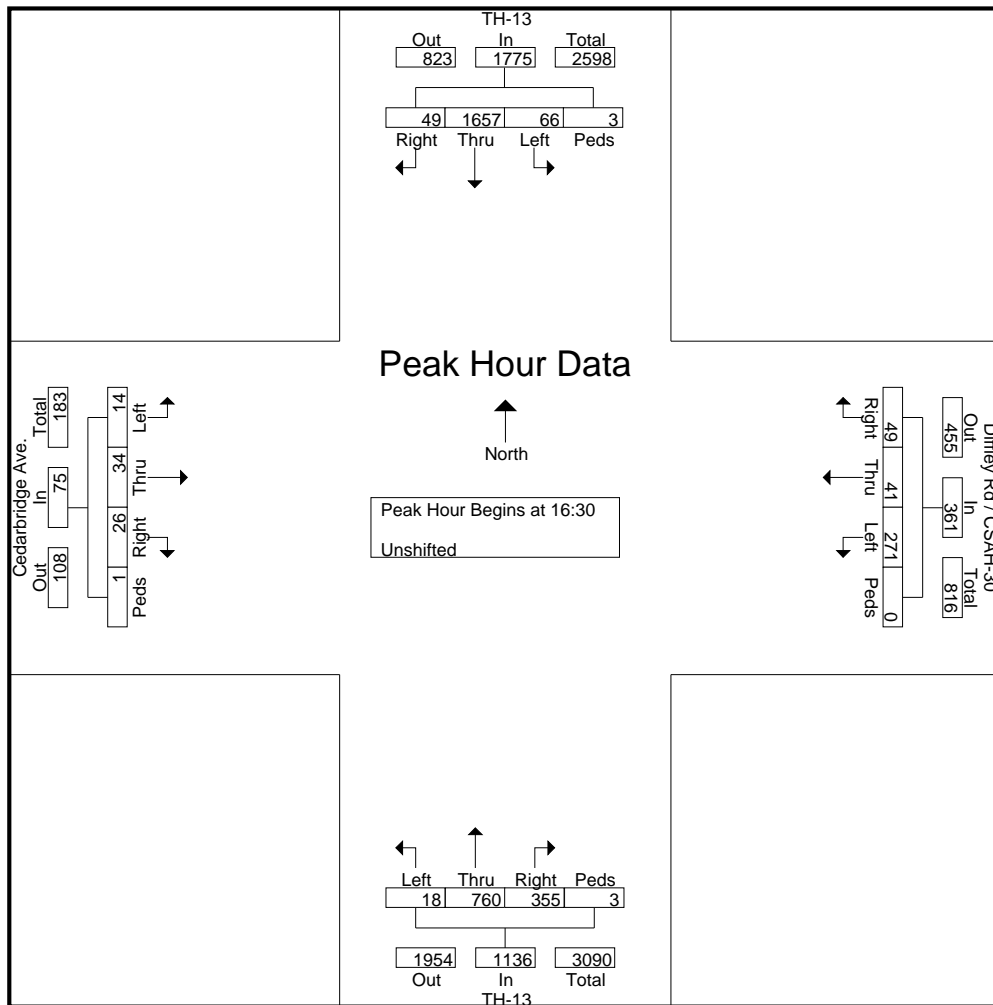 TH-13
Out In Total
823 1775 2598
49 1657 66 3
Right Thru Left Peds
Peak Hour Data
North
Peak Hour Begins at 16:30
Unshifted
Cedarbridge Ave.
Out In Total
108 75 183
14 34 26 1
Left Thru Right Peds
Right Thru Left Peds
49 41 271 0
Out In Total
455 361 816
Rd / CSAH-30
Left Thru Right Peds
18 760 355 3
1954 1136 3090
Out In Total
TH-13